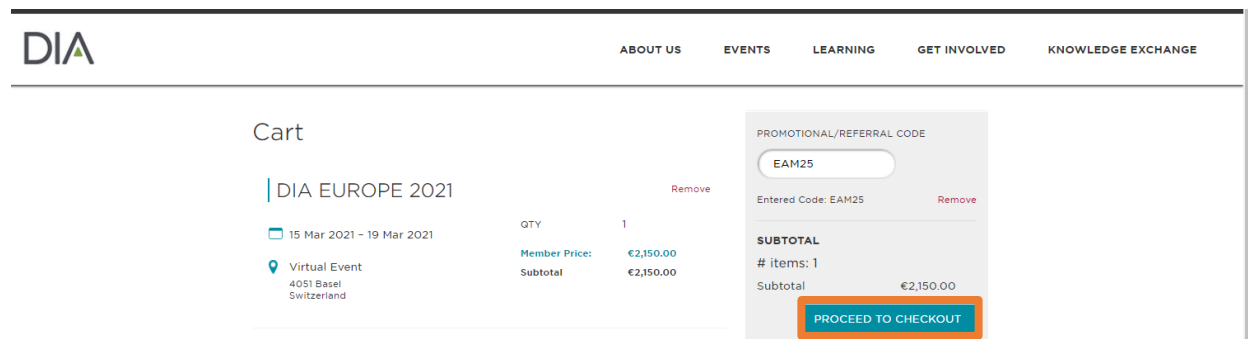 DIA
ABOUT US EVENTS LEARNING GET INVOLVED KNOWLEDGE EXCHANGE
Cart
DIA EUROPE 2021
Remove
15 Mar 2021 – 19 Mar 2021
Virtual Event
4051 Basel
Switzerland
QTY 1
Member Price: €2,150.00
Subtotal €2,150.00
PROMOTIONAL/REFERRAL CODE
EAM25
Entered Code: EAM25 Remove
SUBTOTAL
# items: 1
Subtotal €2,150.00
PROCEED TO CHECKOUT